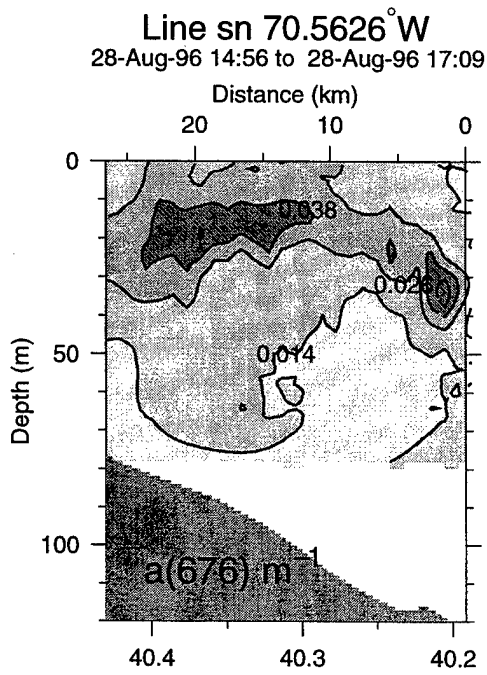 Line sn 70.5626°W
28-Aug-96 14:56 to 28-Aug-96 17:09
Distance (km)
20 10 0
0
0.038
0.026
50
0.014
Depth (m)
100
a(676) m⁻¹
40.4 40.3 40.2